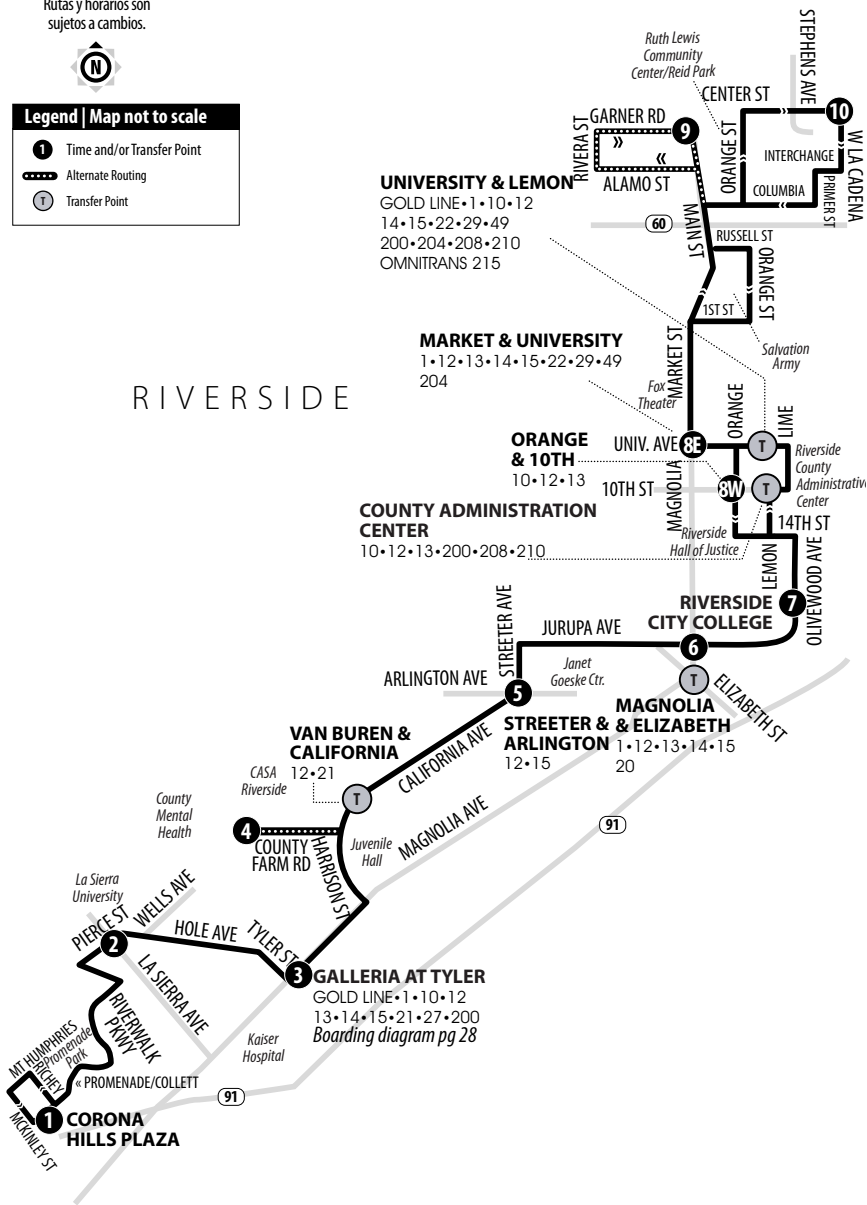 Rutas y horarios son
sujetos a cambios.
N
Legend | Map not to scale
1 Time and/or Transfer Point
Alternate Routing
T Transfer Point
RIVERSIDE
STEPHENS AVE
Ruth Lewis
Community
Center/Reid Park
CENTER ST
10
GARNER RD
9
RIVERA ST
»
«
ALAMO ST
ORANGE ST
INTERCHANGE
W LA CADENA
COLUMBIA
PRIMER ST
MAIN ST
60
RUSSELL ST
ORANGE ST
1ST ST
Salvation
Army
UNIVERSITY & LEMON
GOLD LINE•1•10•12
14•15•22•29•49
200•204•208•210
OMNITRANS 215
MARKET & UNIVERSITY
1•12•13•14•15•22•29•49
204
MARKET ST
Fox
Theater
ORANGE
LIME
UNIV. AVE
8E
T
ORANGE
& 10TH
10•12•13
MAGNOLIA
10TH ST
8W
T
Riverside
County
Administrative
Center
COUNTY ADMINISTRATION
CENTER
10•12•13•200•208•210
14TH ST
Riverside
Hall of Justice
LEMON
OLIVEWOOD AVE
RIVERSIDE
CITY COLLEGE
7
STREETER AVE
JURUPA AVE
6
ARLINGTON AVE
Janet
Goeske Ctr.
5
T
ELIZABETH ST
STREETER &
ARLINGTON
12•15
MAGNOLIA
& ELIZABETH
1•12•13•14•15
20
VAN BUREN &
CALIFORNIA
12•21
CALIFORNIA AVE
CASA
Riverside
T
MAGNOLIA AVE
91
County
Mental
Health
4
COUNTY
FARM RD
HARRISON ST
Juvenile
Hall
La Sierra
University
PIERCE ST
WELLS AVE
2
HOLE AVE
TYLER ST
3
GALLERIA AT TYLER
GOLD LINE•1•10•12
13•14•15•21•27•200
Boarding diagram pg 28
LA SIERRA AVE
RIVERWALK
PKWY
Kaiser
Hospital
MT HUMPHRIES
RICHEY
Promenade
Park
« PROMENADE/COLLETT
91
MCKINLEY ST
1
CORONA
HILLS PLAZA